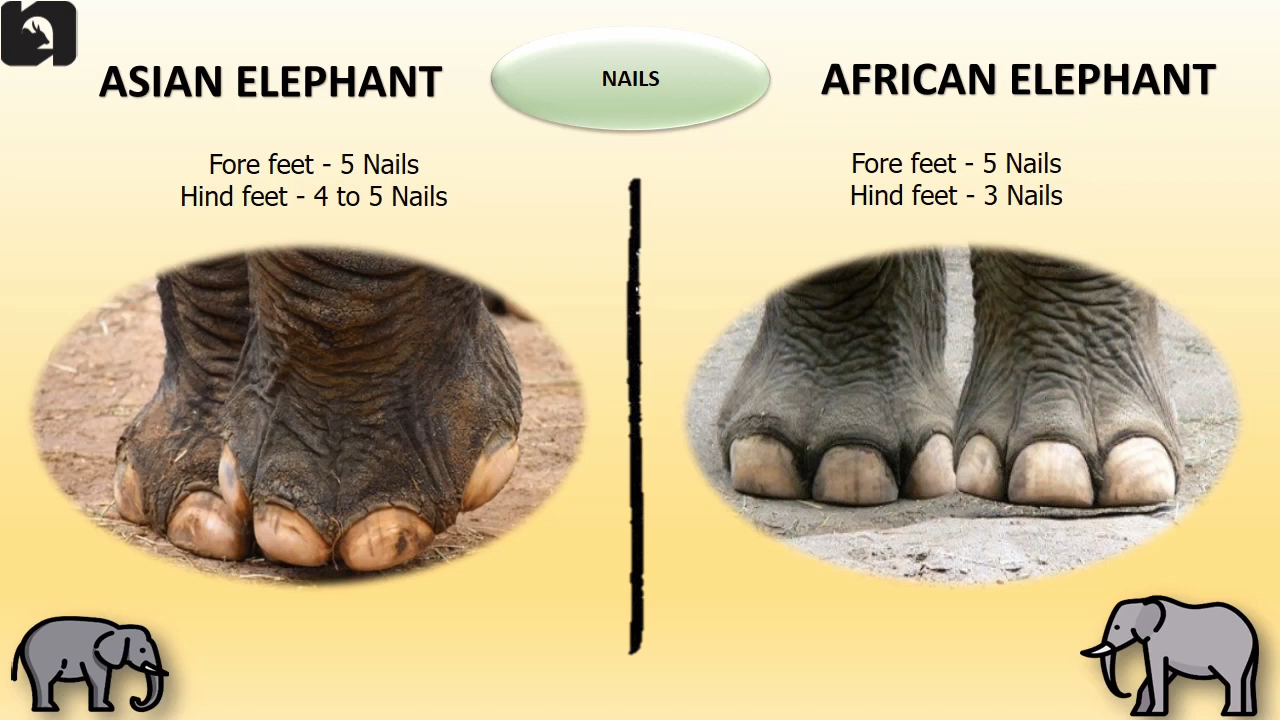 ASIAN ELEPHANT
NAILS
AFRICAN ELEPHANT
Fore feet - 5 Nails
Hind feet - 4 to 5 Nails
Fore feet - 5 Nails
Hind feet - 3 Nails